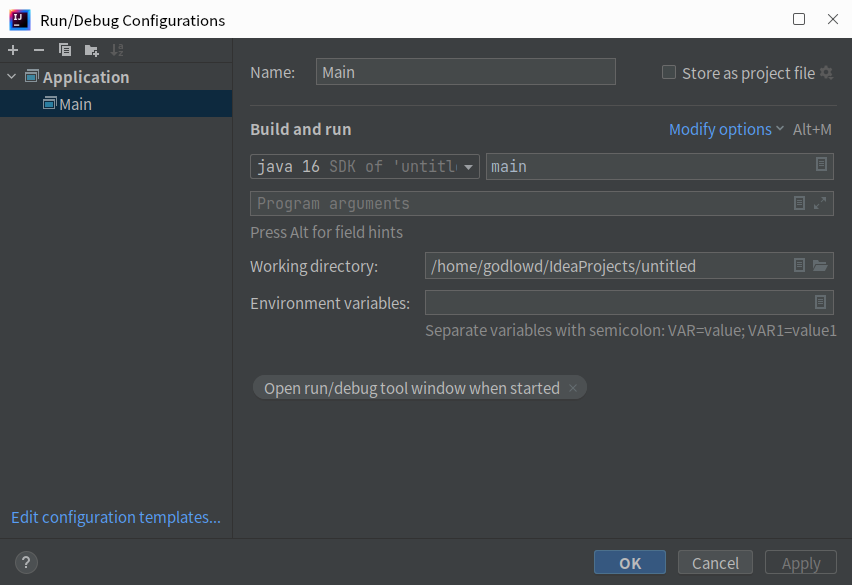 IJ
Run/Debug Configurations
Application
Main
Name: Main
Store as project file
Build and run
Modify options Alt+M
java 16 SDK of 'untitl main
Program arguments
Press Alt for field hints
Working directory: /home/godlowd/IdeaProjects/untitled
Environment variables:
Separate variables with semicolon: VAR=value; VAR1=value1
Open run/debug tool window when started ×
Edit configuration templates...
? OK Cancel Apply